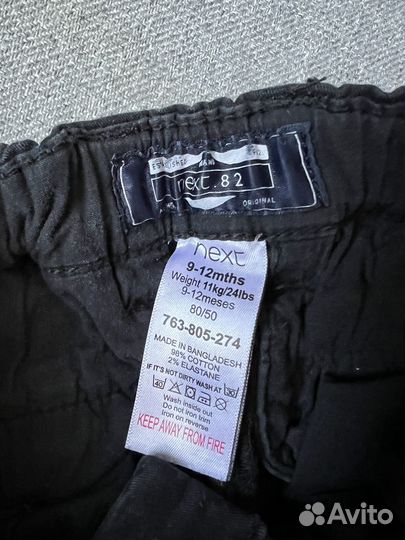 next.82
ORIGINAL
next
9-12mths
Weight 11kg/24lbs
9-12meses
80/50
763-805-274
MADE IN BANGLADESH
98% COTTON
2% ELASTANE
IF IT'S NOT DIRTY WASH AT 30
40
Wash inside out
Do not iron trim
Iron on reverse
KEEP AWAY FROM FIRE
Avito